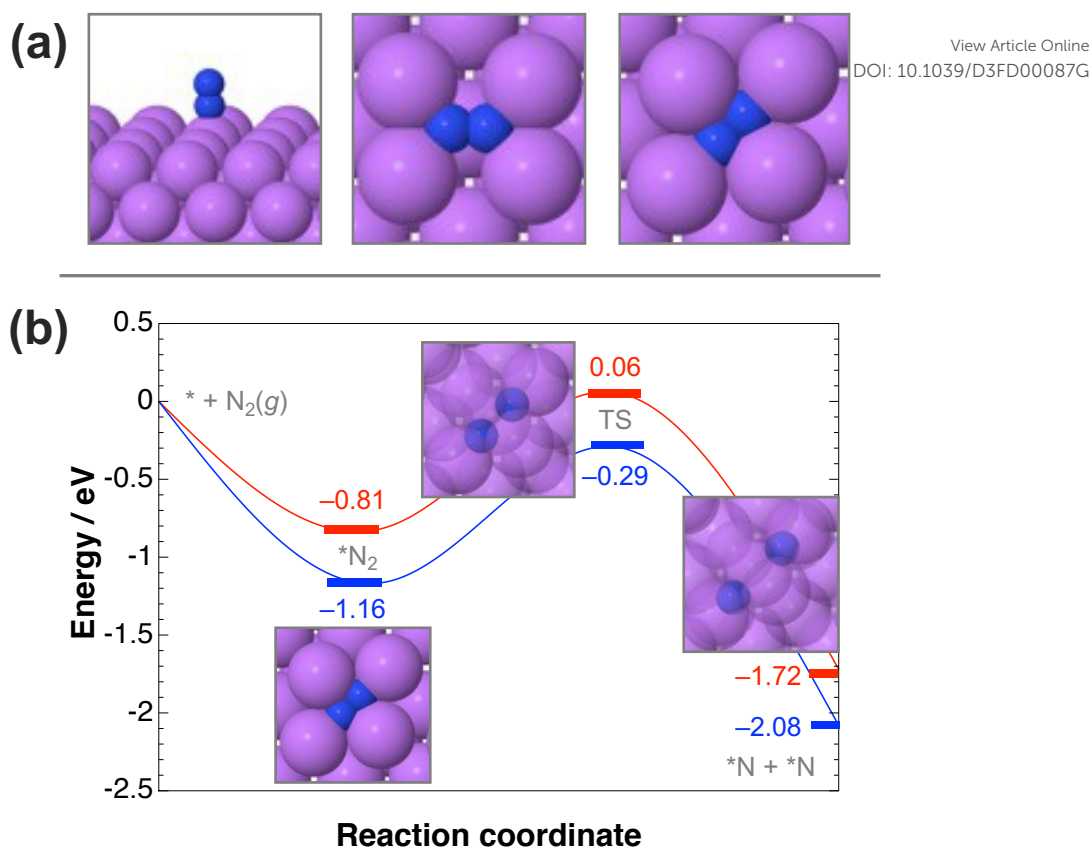 (a)
View Article Online
DOI: 10.1039/D3FD00087G
(b)
0.5
0
-0.5
-1
-1.5
-2
-2.5
Energy / eV
* + N2(g)
0.06
TS
–0.29
–0.81
*N2
–1.16
–1.72
–2.08
*N + *N
Reaction coordinate